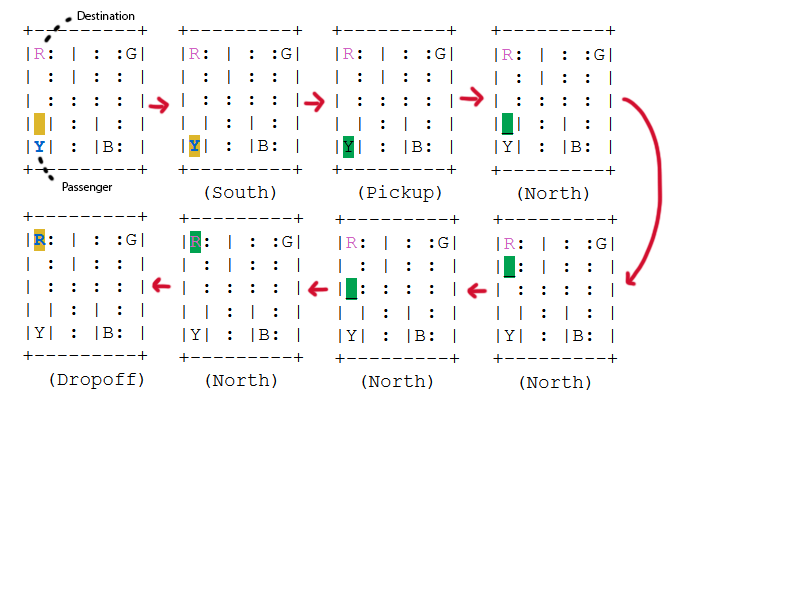 Destination
+---------+
|R: | : :G|
| : | : : |
| : : : : |
| | : | : |
|Y| : |B: |
+---------+
Passenger
+---------+
|R: | : :G|
| : | : : |
| : : : : |
| | : | : |
|Y| : |B: |
+---------+
(South)
+---------+
|R: | : :G|
| : | : : |
| : : : : |
| | : | : |
|Y| : |B: |
+---------+
(Pickup)
+---------+
|R: | : :G|
| : | : : |
| : : : : |
|_| : | : |
|Y| : |B: |
+---------+
(North)
+---------+
|R: | : :G|
| : | : : |
| : : : : |
| | : | : |
|Y| : |B: |
+---------+
(Dropoff)
+---------+
|R: | : :G|
| : | : : |
| : : : : |
| | : | : |
|Y| : |B: |
+---------+
(North)
+---------+
|R: | : :G|
| : | : : |
|_: : : : |
| | : | : |
|Y| : |B: |
+---------+
(North)
+---------+
|R: | : :G|
|_: | : : |
| : : : : |
| | : | : |
|Y| : |B: |
+---------+
(North)